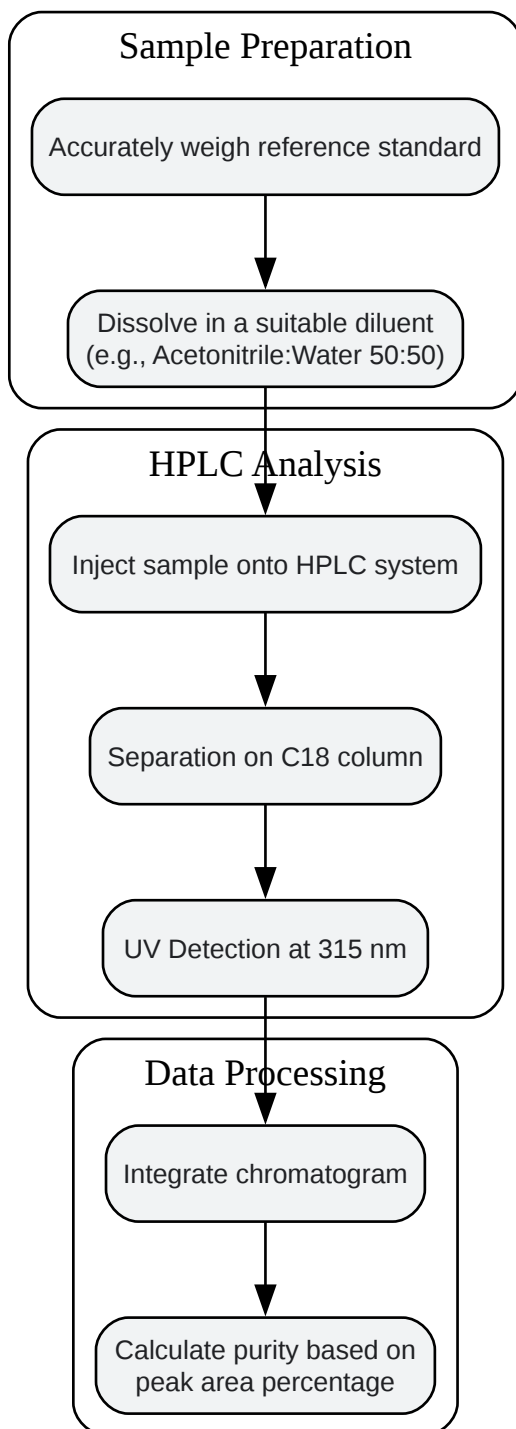 Sample Preparation
Accurately weigh reference standard
Dissolve in a suitable diluent
(e.g., Acetonitrile:Water 50:50)
HPLC Analysis
Inject sample onto HPLC system
Separation on C18 column
UV Detection at 315 nm
Data Processing
Integrate chromatogram
Calculate purity based on
peak area percentage